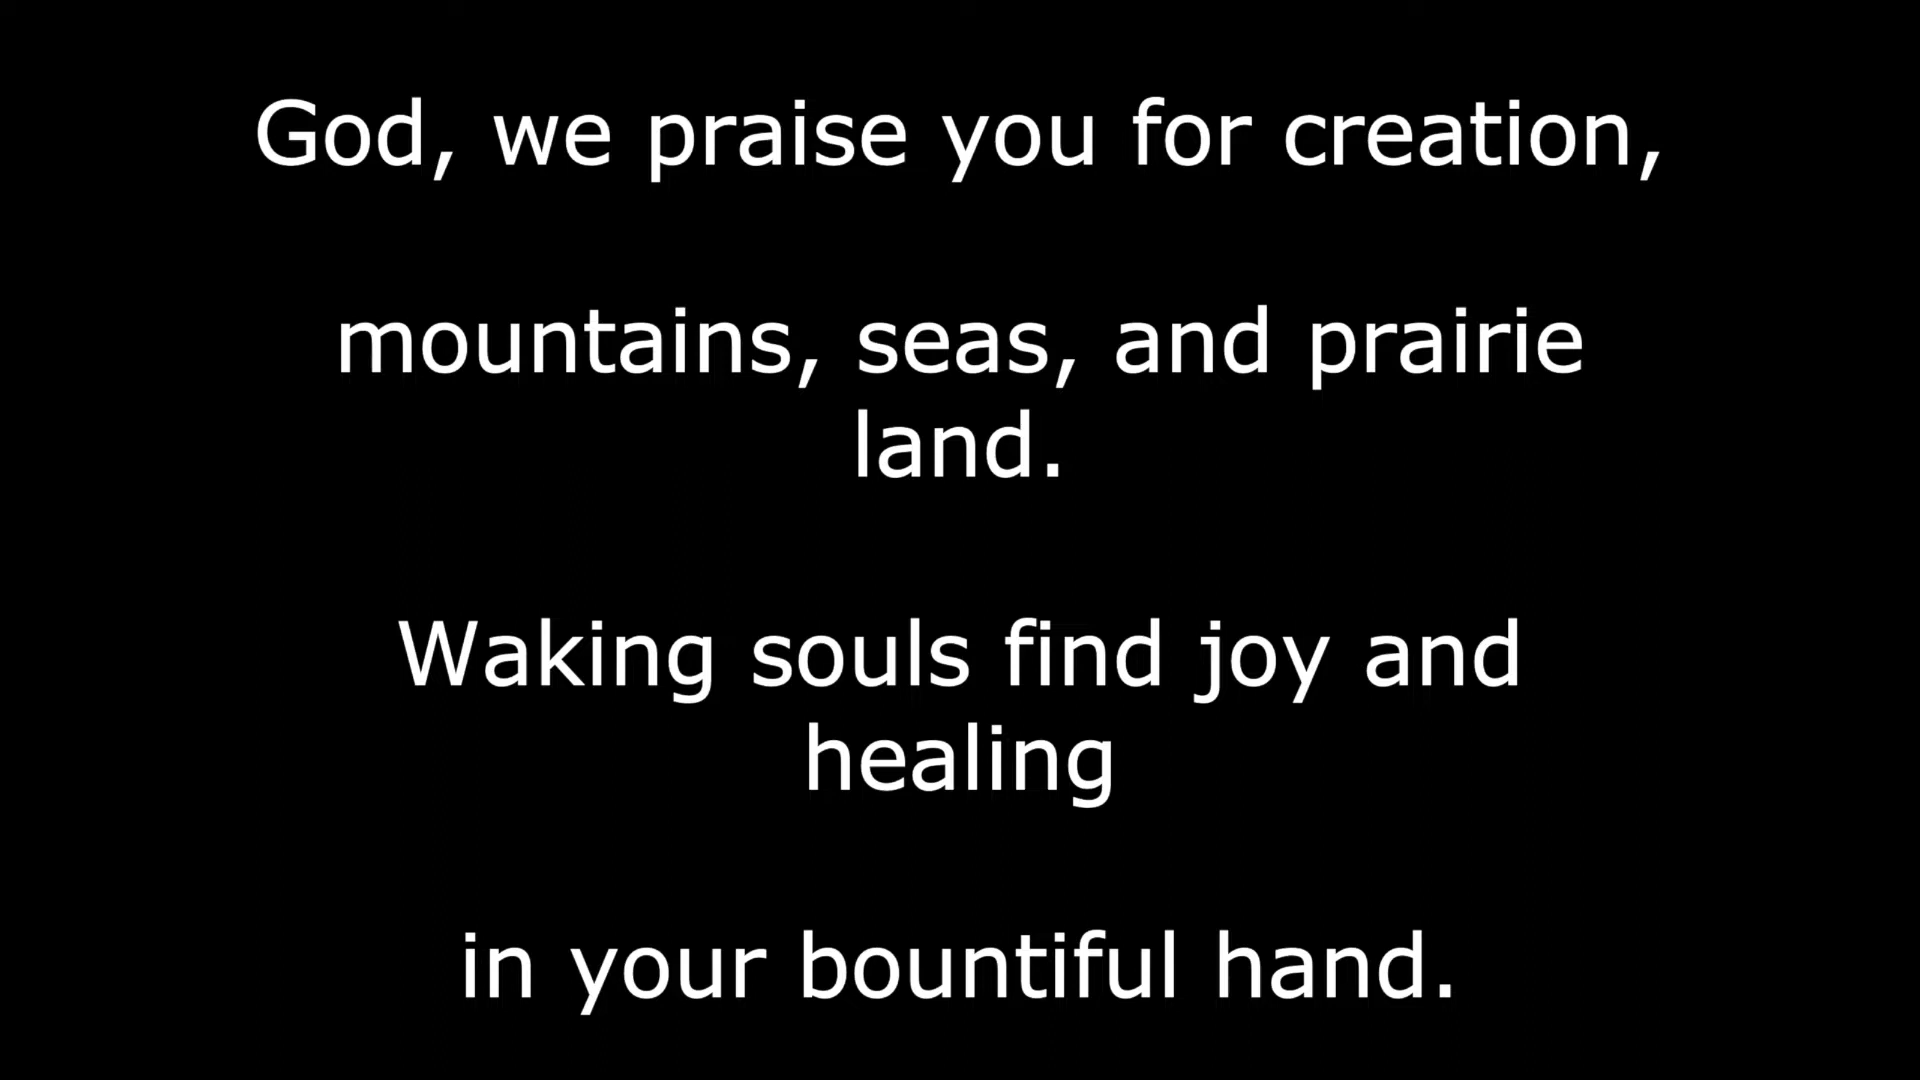 God, we praise you for creation,
mountains, seas, and prairie
land.
Waking souls find joy and
healing
in your bountiful hand.